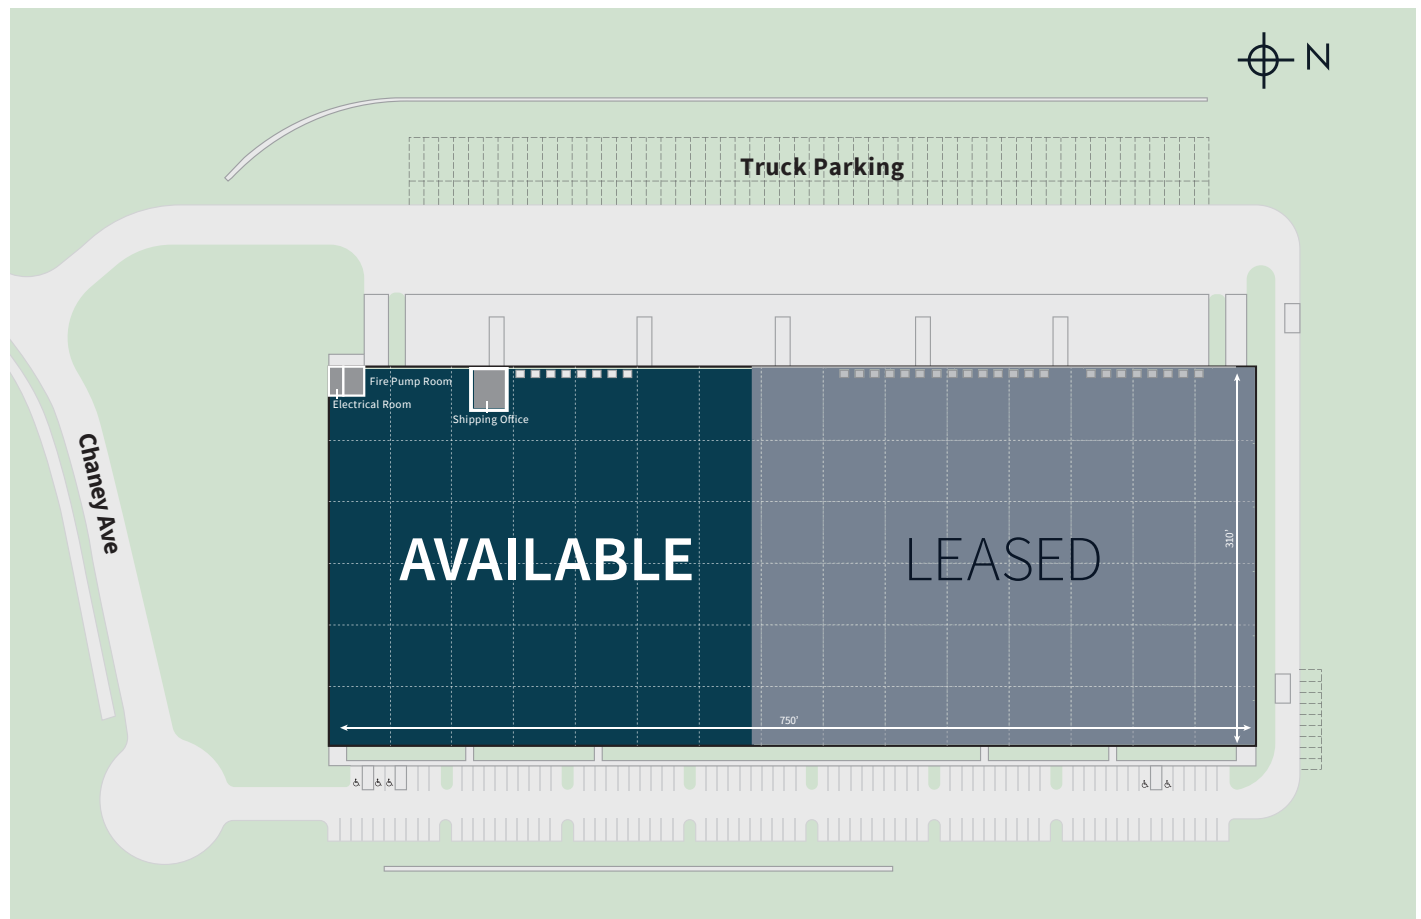 N
Truck Parking
Fire Pump Room
Electrical Room
Shipping Office
Chaney Ave
AVAILABLE
LEASED
310'
750'